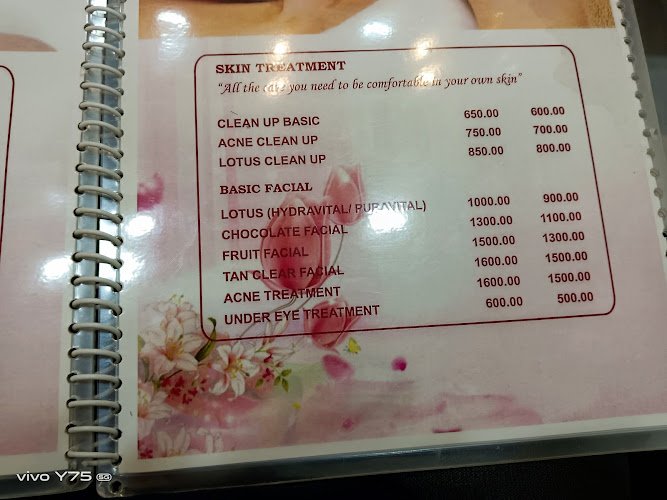 SKIN TREATMENT
"All the care you need to be comfortable in your own skin"
CLEAN UP BASIC 650.00 600.00
ACNE CLEAN UP 750.00 700.00
LOTUS CLEAN UP 850.00 800.00
BASIC FACIAL
LOTUS (HYDRAVITAL/ PURAVITAL) 1000.00 900.00
CHOCOLATE FACIAL 1300.00 1100.00
FRUIT FACIAL 1500.00 1300.00
TAN CLEAR FACIAL 1600.00 1500.00
ACNE TREATMENT 1600.00 1500.00
UNDER EYE TREATMENT 600.00 500.00
vivo Y75 5G